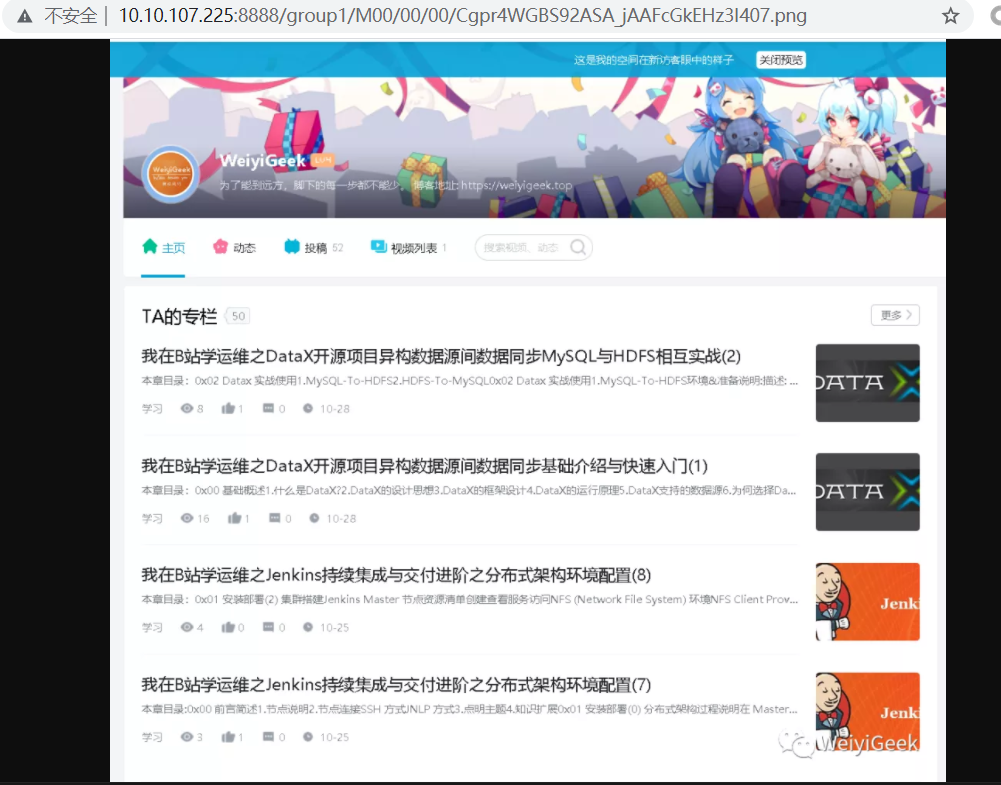 不安全 | 10.10.107.225:8888/group1/M00/00/00/Cgpr4WGBS92ASA_jAAFcGkEHz3I407.png
这是我的空间在新访客眼中的样子 关闭预览
WeiyiGeek
WeiyiGeek
为了能到远方，脚下的每一步都不能少。 博客地址: https://weiyigeek.top
主页 动态 投稿 52 视频列表 1 搜索视频、动态
TA的专栏 50 更多 >
我在B站学运维之DataX开源项目异构数据源间数据同步MySQL与HDFS相互实战(2)
本章目录：0x02 Datax 实战使用1.MySQL-To-HDFS2.HDFS-To-MySQL0x02 Datax 实战使用1.MySQL-To-HDFS环境&准备说明:描述: ...
DATA X
学习 8 1 0 10-28
我在B站学运维之DataX开源项目异构数据源间数据同步基础介绍与快速入门(1)
本章目录：0x00 基础概述1.什么是DataX?2.DataX的设计思想3.DataX的框架设计4.DataX的运行原理5.DataX支持的数据源6.为何选择Da...
DATA X
学习 16 1 0 10-28
我在B站学运维之Jenkins持续集成与交付进阶之分布式架构环境配置(8)
本章目录：0x01 安装部署(2) 集群搭建Jenkins Master 节点资源清单创建查看服务访问NFS (Network File System) 环境NFS Client Prov...
Jenki
学习 4 0 0 10-25
我在B站学运维之Jenkins持续集成与交付进阶之分布式架构环境配置(7)
本章目录:0x00 前言简述1.节点说明2.节点连接SSH 方式JNLP 方式3.点明主题4.知识扩展0x01 安装部署(0) 分布式架构过程说明在 Master...
Jenki
学习 3 1 0 10-25
WeiyiGeek